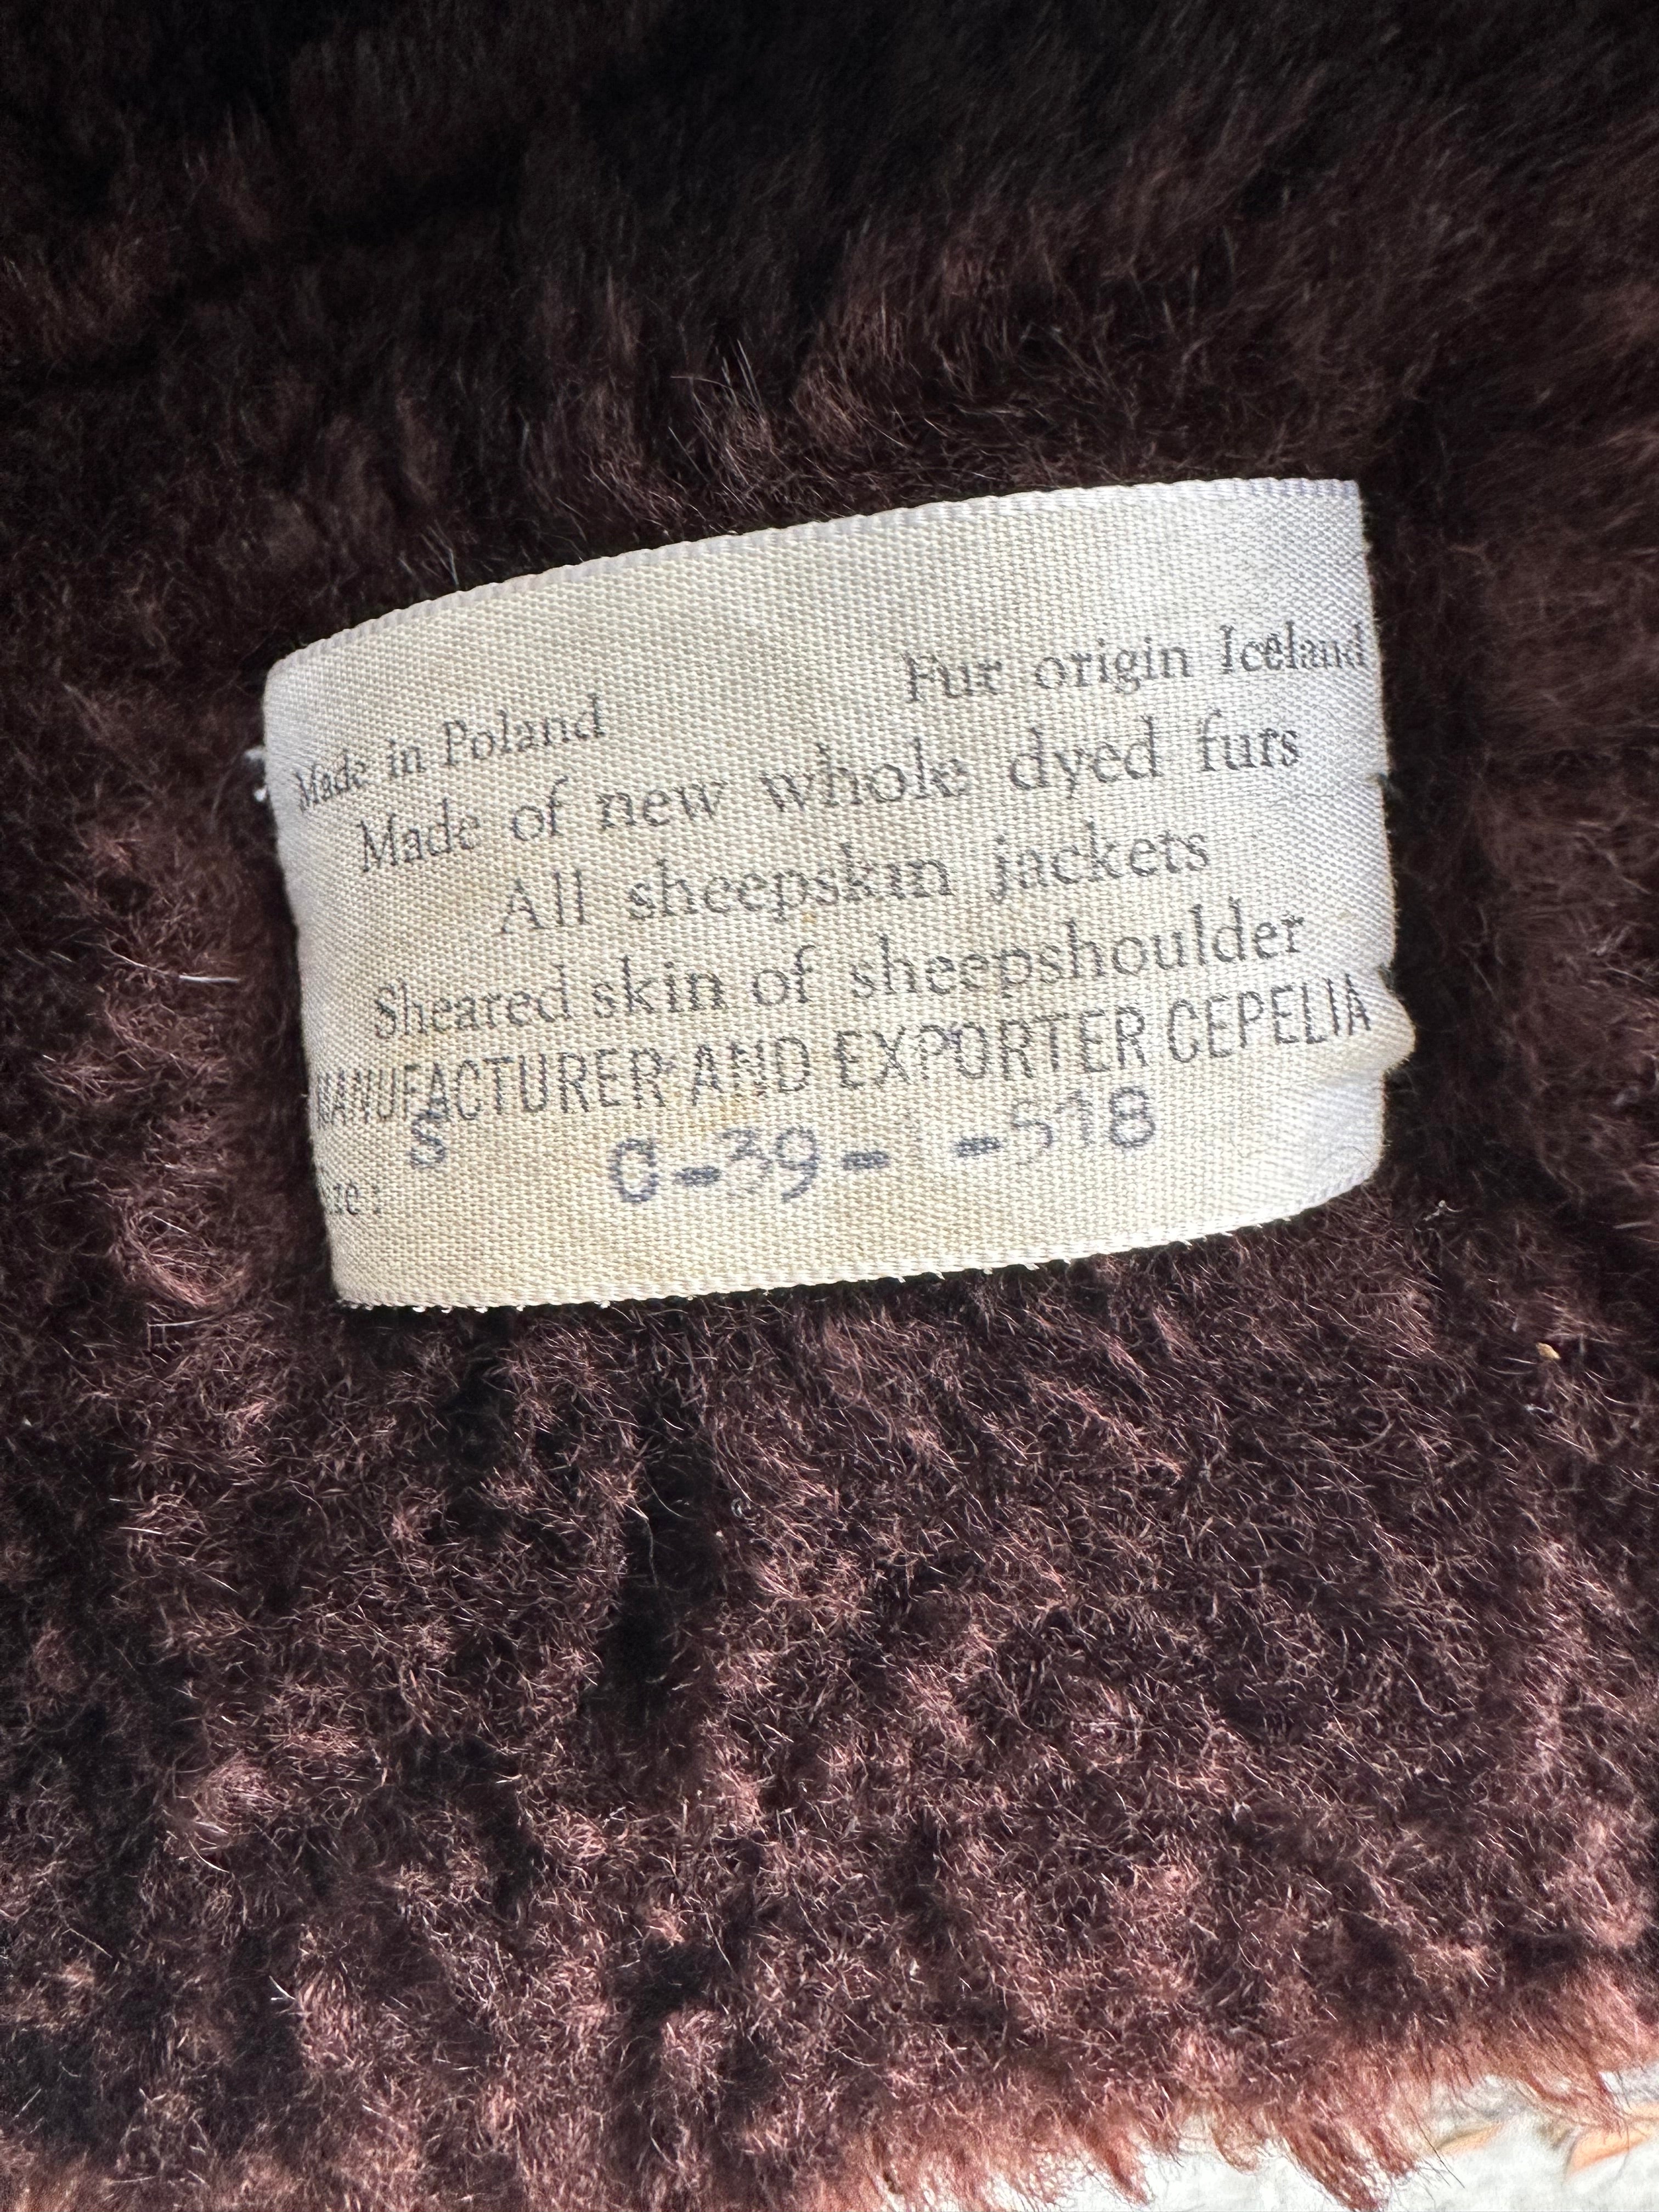 Made in Poland Fur origin Iceland
Made of new whole dyed furs
All sheepskin jackets
Sheared skin of sheepshoulder
MANUFACTURER AND EXPORTER CEPELIA
S
ize: C-39- -518